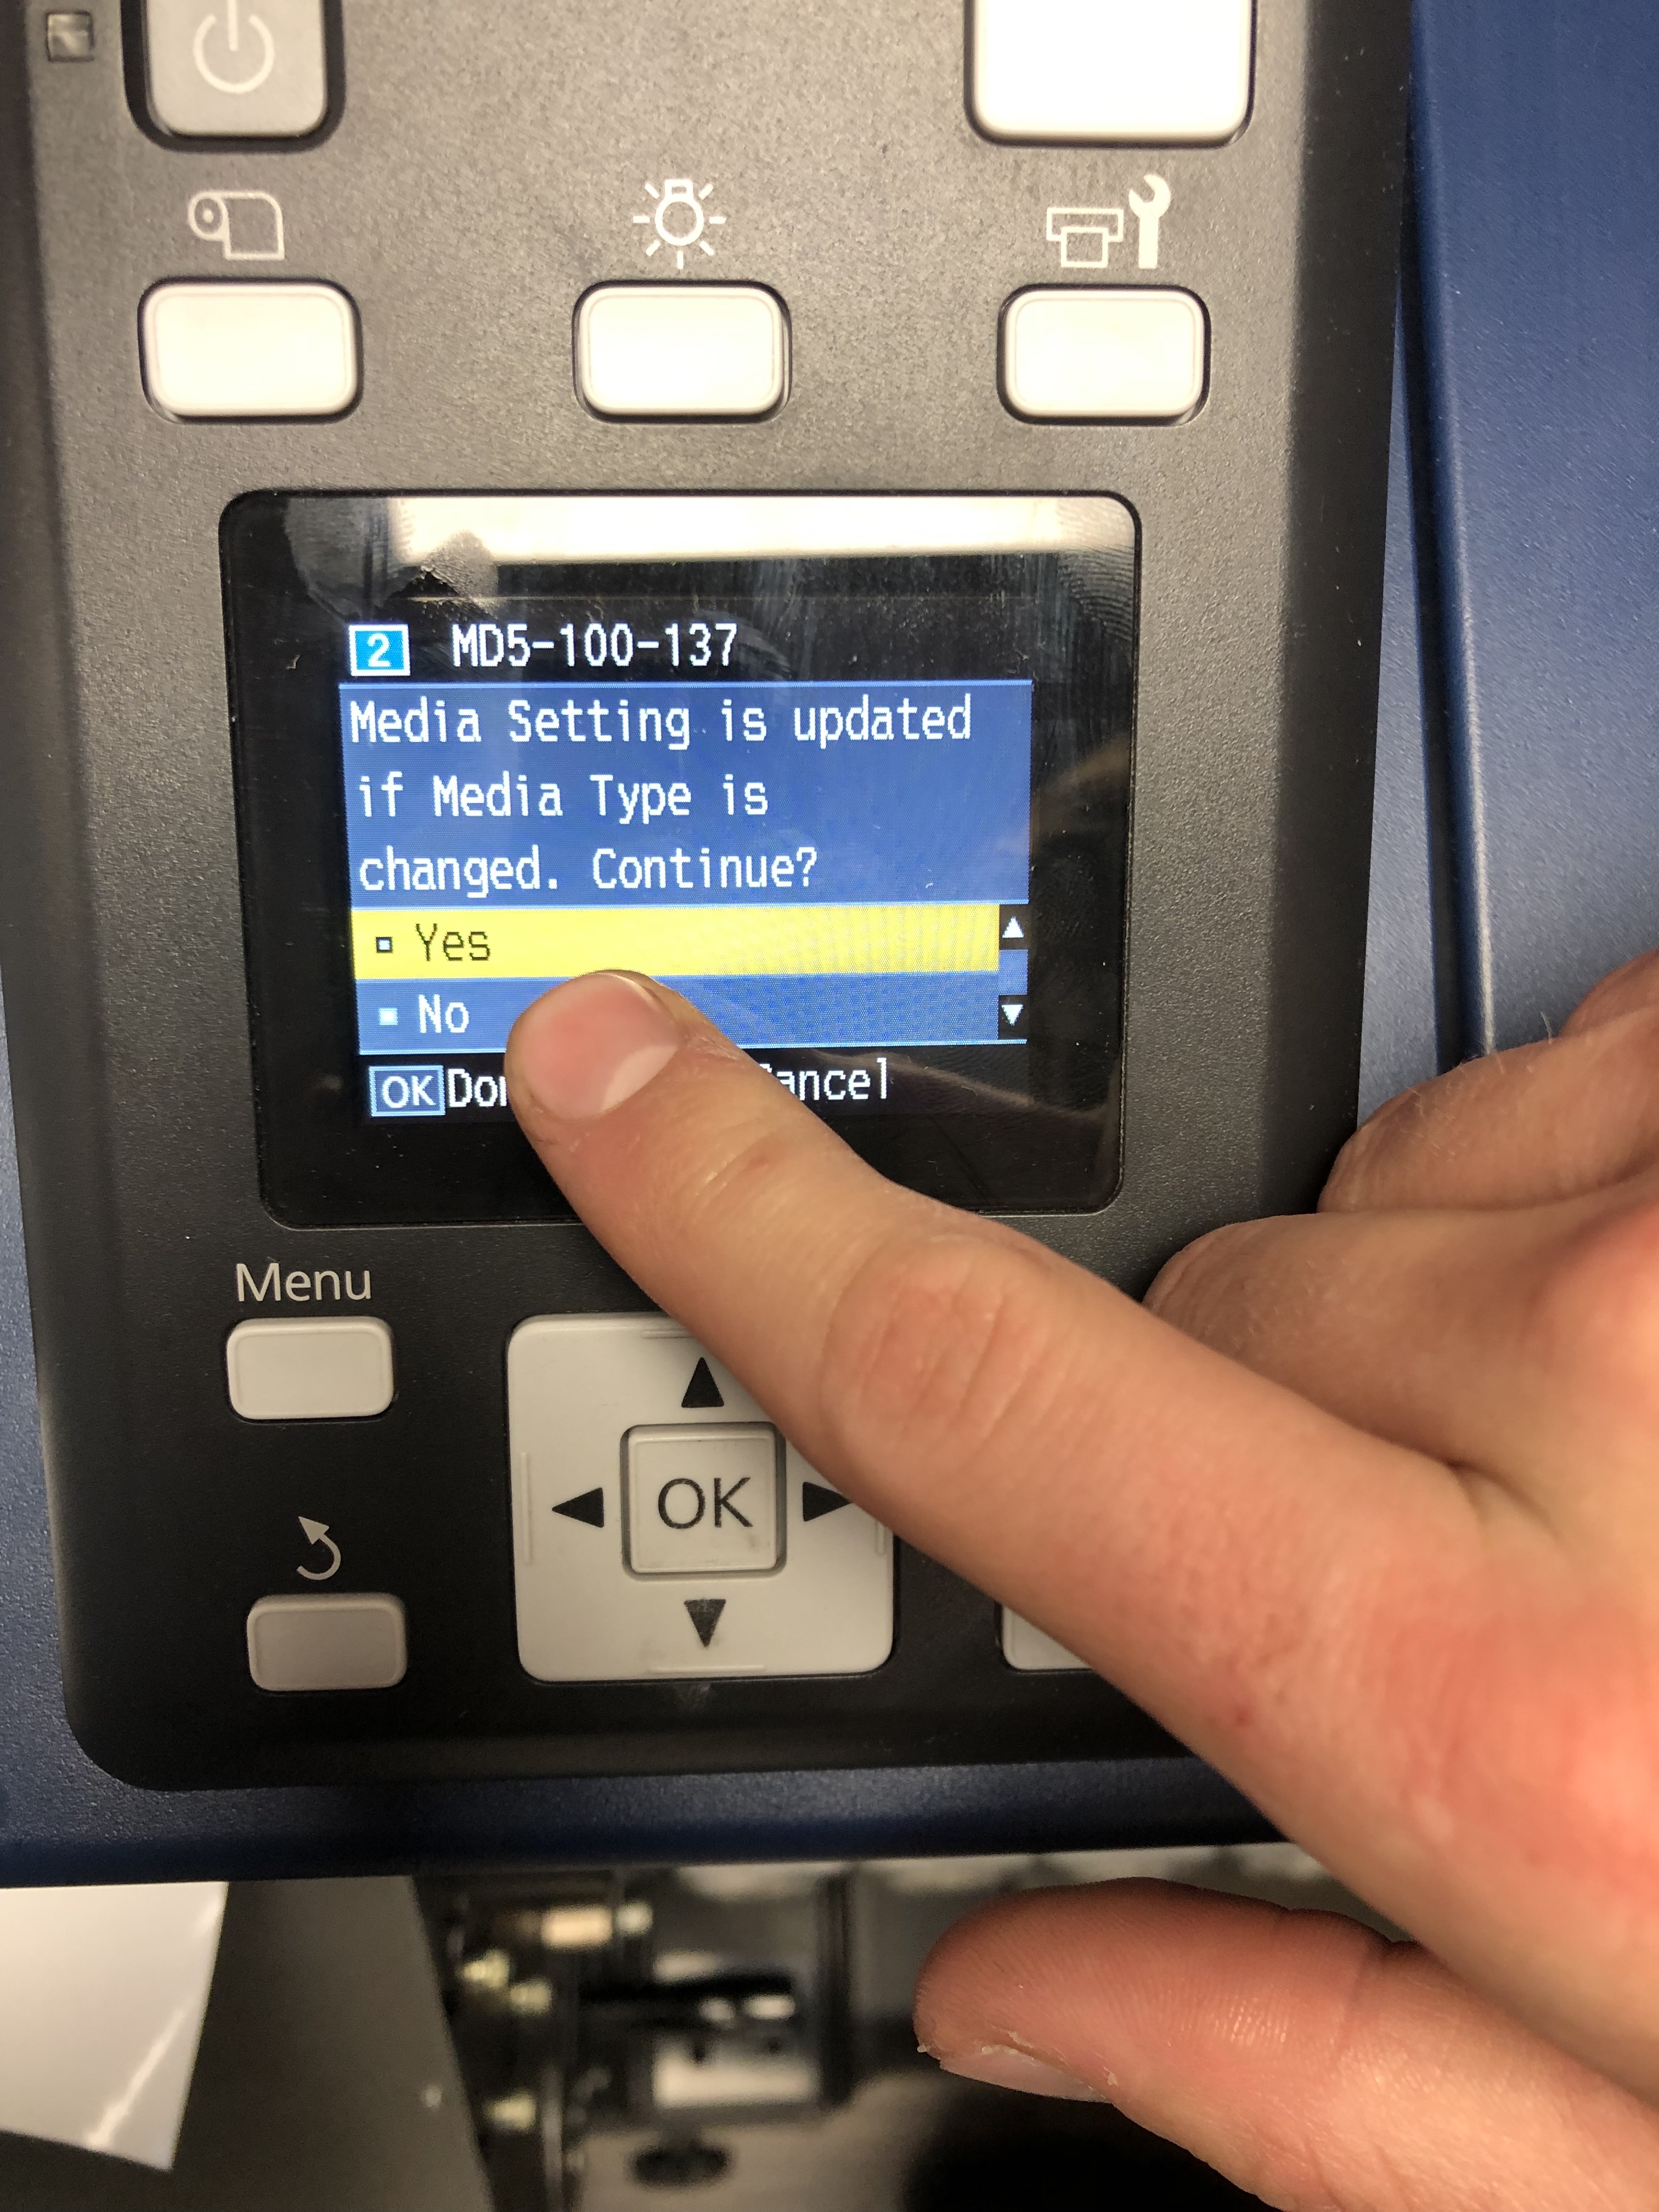 2 MD5-100-137
Media Setting is updated
if Media Type is
changed. Continue?
Yes
No
OK
Menu
OK